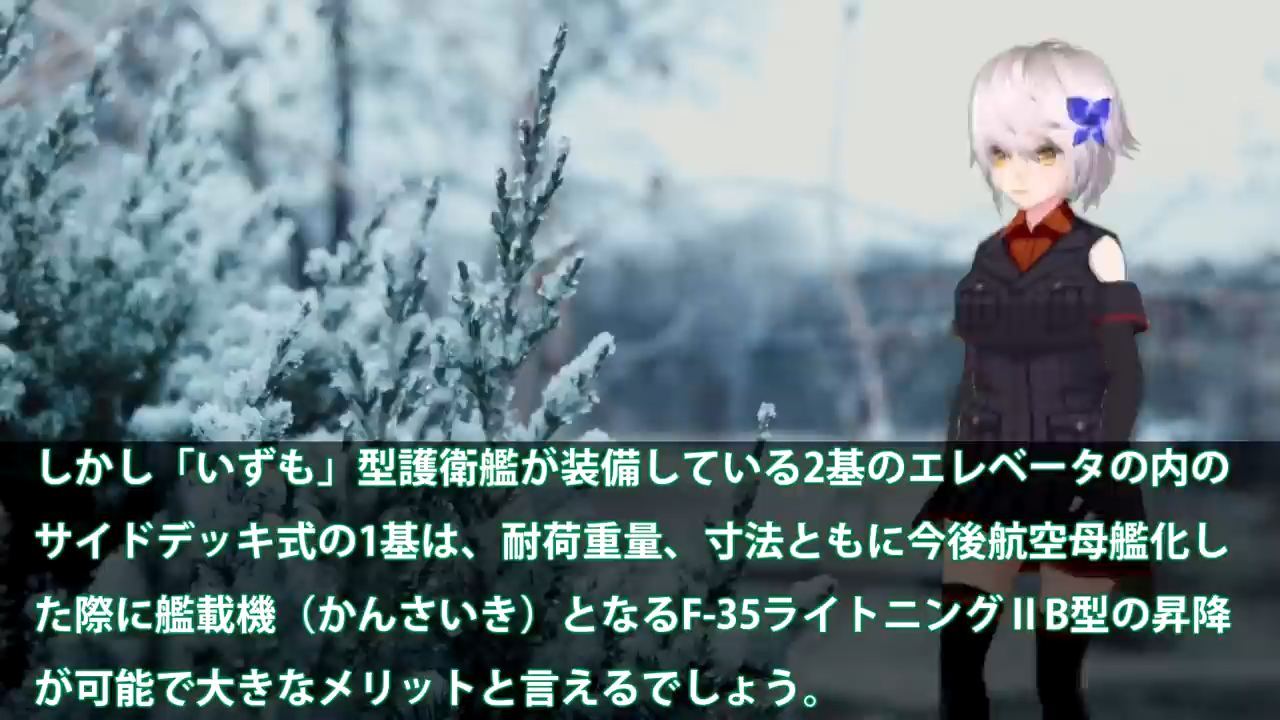 しかし「いずも」型護衛艦が装備している2基のエレベータの内の
サイドデッキ式の1基は、耐荷重量、寸法ともに今後航空母艦化し
た際に艦載機（かんさいき）となるF-35ライトニングⅡB型の昇降
が可能で大きなメリットと言えるでしょう。